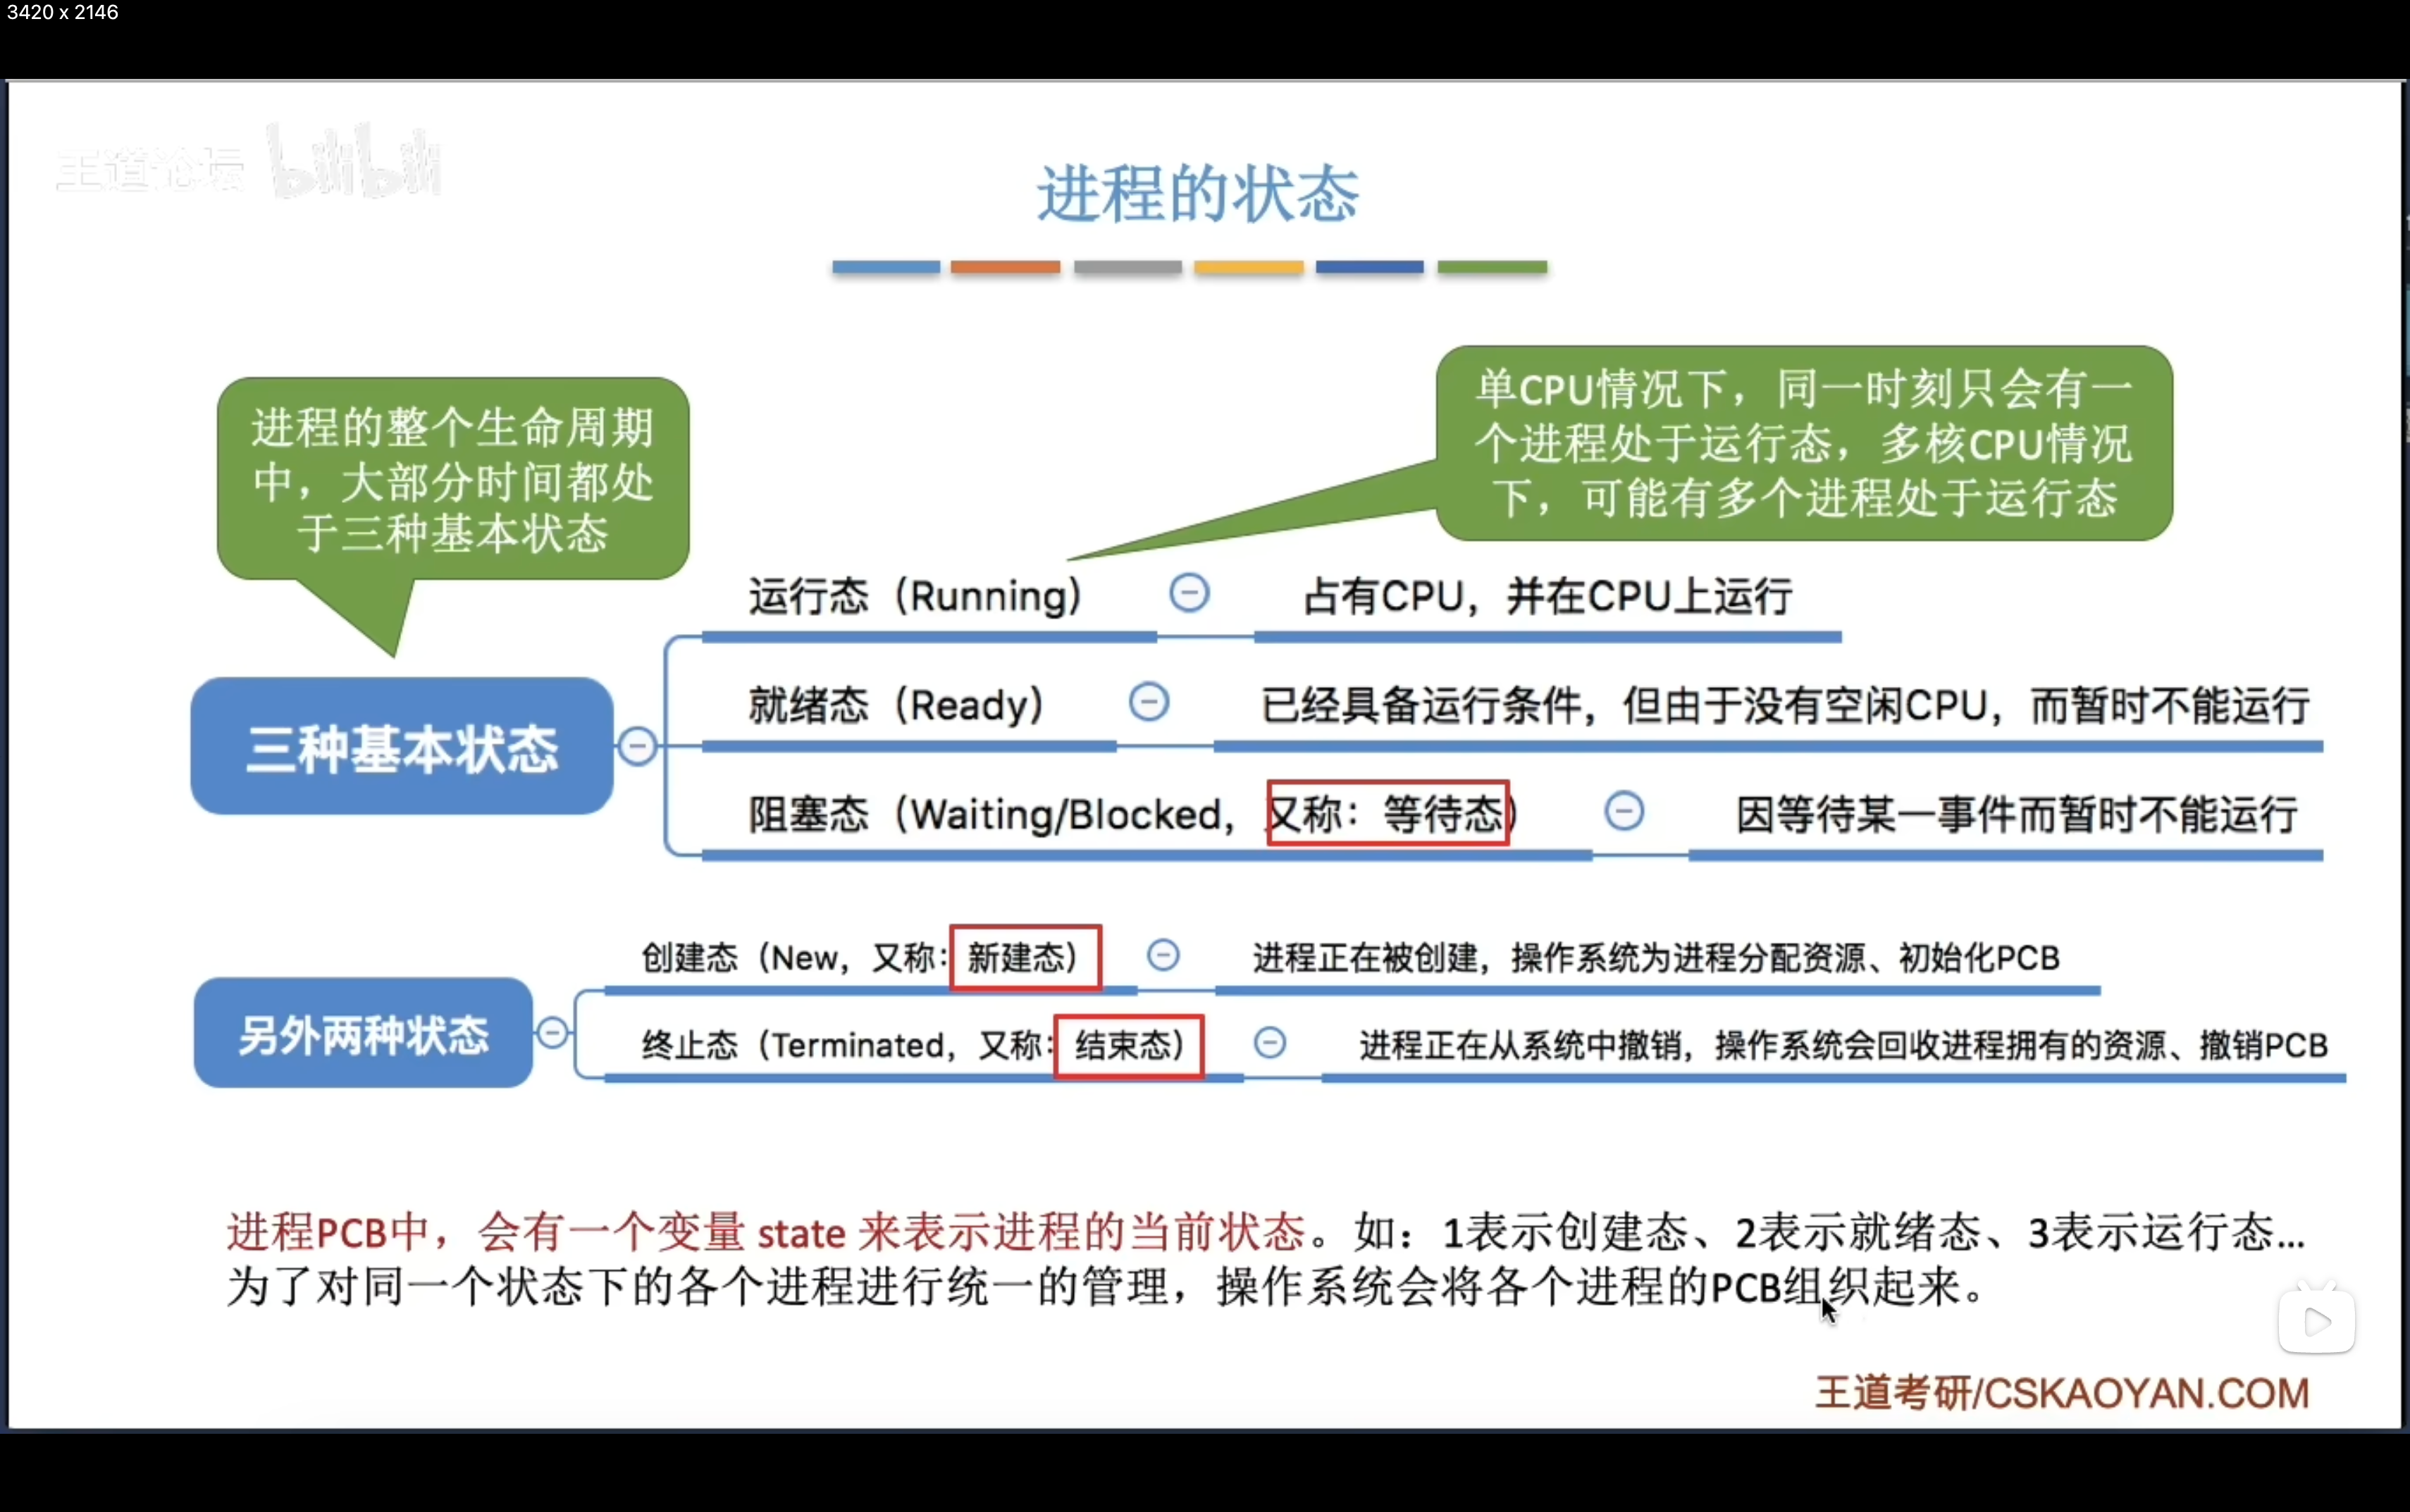 3420 x 2146
王道论坛 bilibili
进程的状态
进程的整个生命周期
中，大部分时间都处
于三种基本状态
单CPU情况下，同一时刻只会有一
个进程处于运行态，多核CPU情况
下，可能有多个进程处于运行态
三种基本状态
运行态（Running） 占有CPU，并在CPU上运行
就绪态（Ready） 已经具备运行条件，但由于没有空闲CPU，而暂时不能运行
阻塞态（Waiting/Blocked，又称：等待态） 因等待某一事件而暂时不能运行
另外两种状态
创建态（New，又称：新建态） 进程正在被创建，操作系统为进程分配资源、初始化PCB
终止态（Terminated，又称：结束态） 进程正在从系统中撤销，操作系统会回收进程拥有的资源、撤销PCB
进程PCB中，会有一个变量 state 来表示进程的当前状态。如：1表示创建态、2表示就绪态、3表示运行态...
为了对同一个状态下的各个进程进行统一的管理，操作系统会将各个进程的PCB组织起来。
王道考研/CSKAOYAN.COM